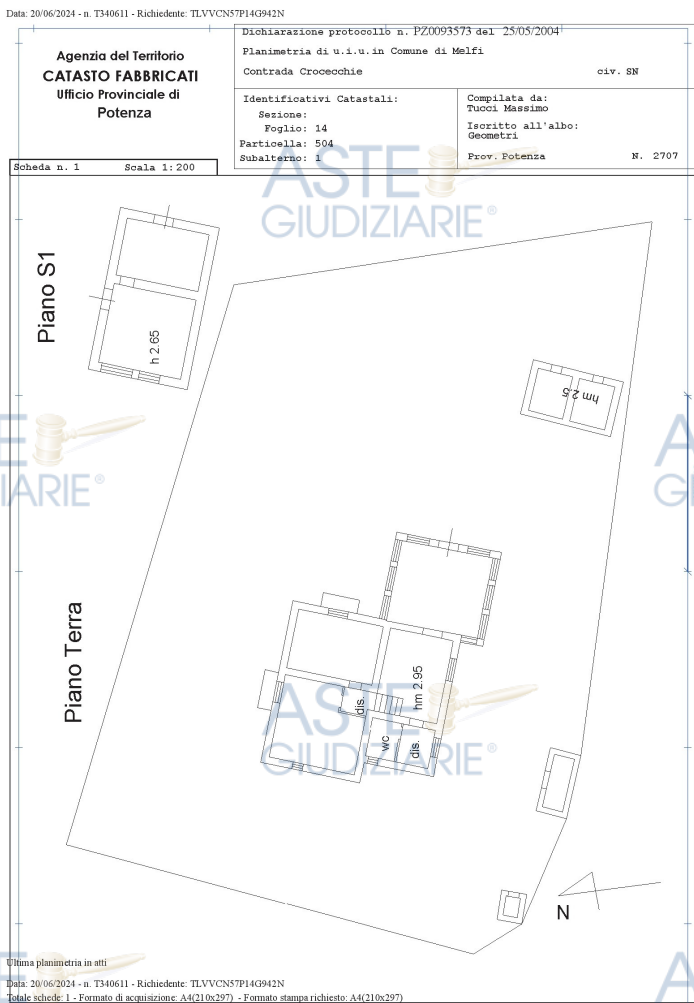 Data: 20/06/2024 - n. T340611 - Richiedente: TLVVCN57P14G942N
Agenzia del Territorio
CATASTO FABBRICATI
Ufficio Provinciale di
Potenza
Dichiarazione protocollo n. PZ0093573 del 25/05/2004
Planimetria di u.i.u.in Comune di Melfi
Contrada Crocecchie civ. SN
Identificativi Catastali:
Sezione:
Foglio: 14
Particella: 504
Subalterno: 1
Compilata da:
Tucci Massimo
Iscritto all'albo:
Geometri
Prov. Potenza N. 2707
Scheda n. 1 Scala 1:200
ASTE
GIUDIZIARIE®
Piano S1
h 2.65
hm 2.5
E
IARIE®
A
G
Piano Terra
dis.
hm 2.95
wc
dis.
ASTE
GIUDIZIARIE®
N
Ultima planimetria in atti
Data: 20/06/2024 - n. T340611 - Richiedente: TLVVCN57P14G942N
Totale schede: 1 - Formato di acquisizione: A4(210x297) - Formato stampa richiesto: A4(210x297)